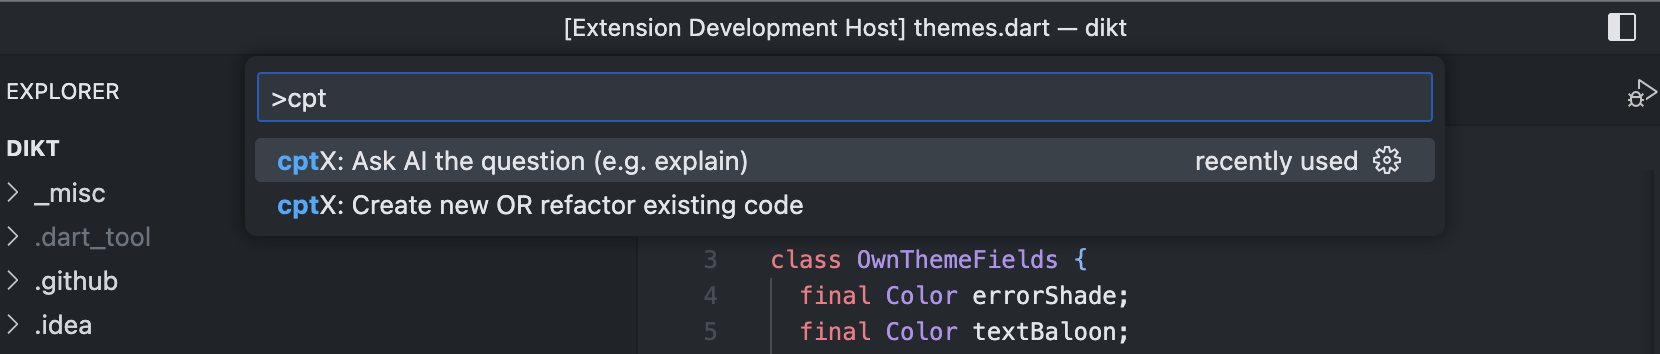 [Extension Development Host] themes.dart — dikt
EXPLORER
>cpt
DIKT
cptX: Ask AI the question (e.g. explain) recently used
_misc
cptX: Create new OR refactor existing code
.dart_tool
3 class OwnThemeFields {
.github
4 final Color errorShade;
.idea
5 final Color textBaloon;